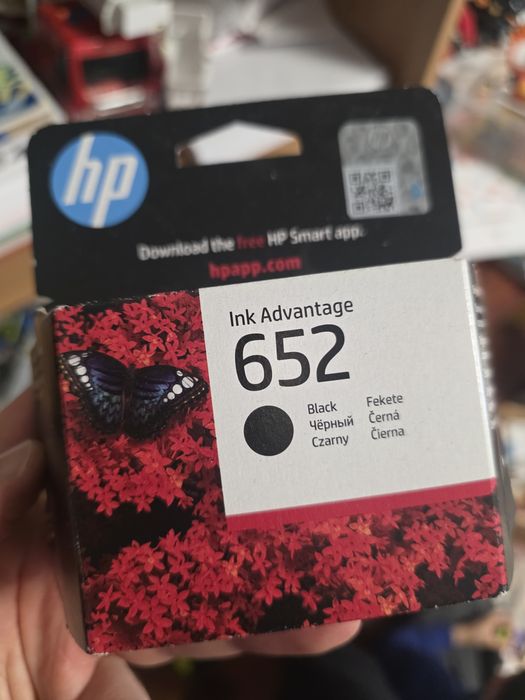 hp
Download the free HP Smart app.
hpapp.com
Ink Advantage
652
Black
Чёрный
Czarny
Fekete
Černá
Čierna